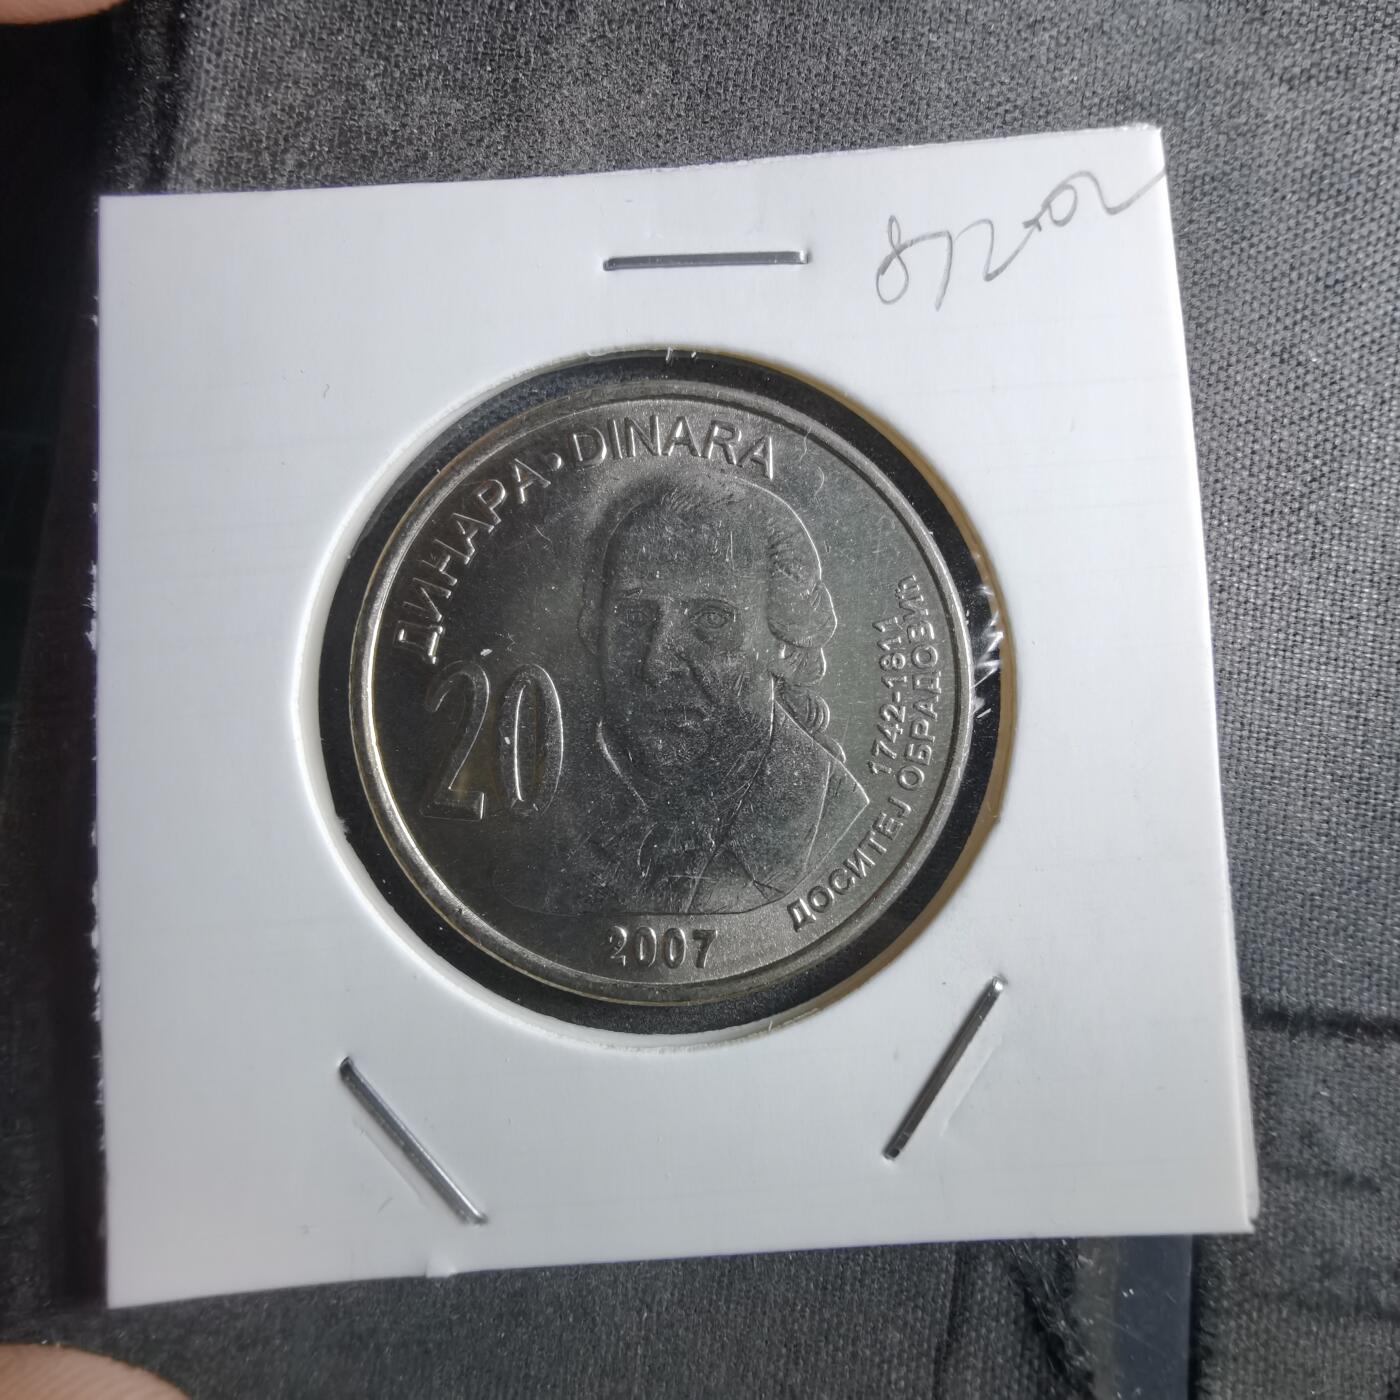 ДИНАРА • DINARA
20
1742-1811
ДОСИТЕЈ ОБРАДОВИЋ
2007